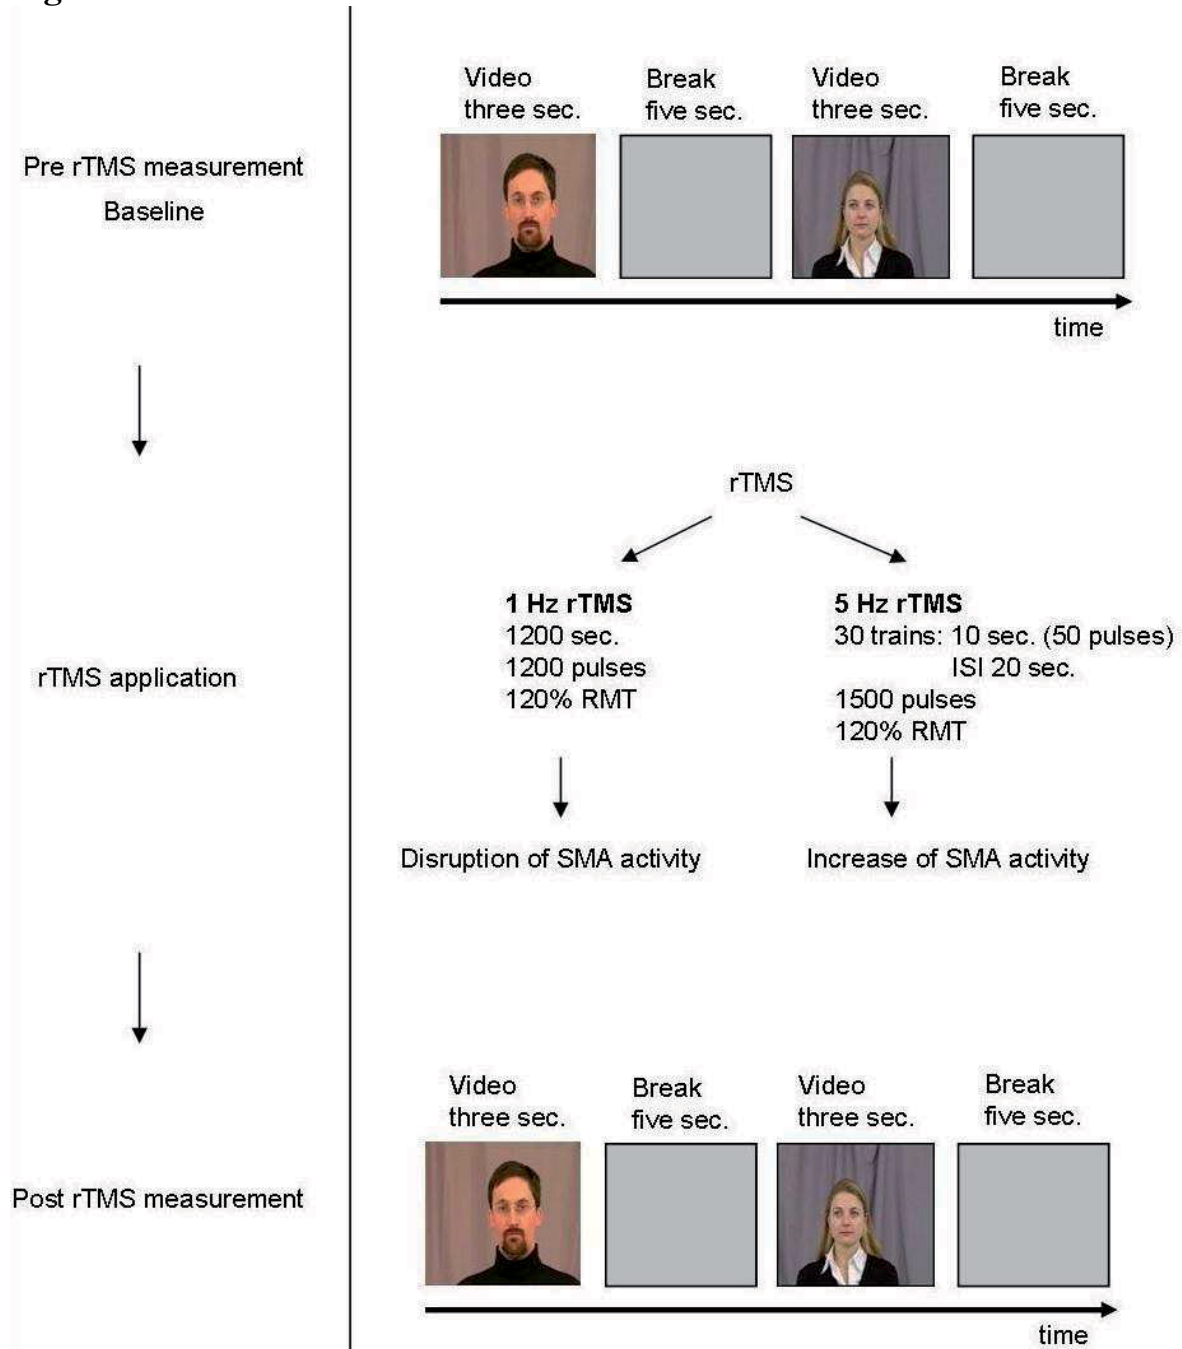 Video
three sec.
Break
five sec.
Video
three sec.
Break
five sec.
Pre rTMS measurement
Baseline
time
rTMS
1 Hz rTMS
1200 sec.
1200 pulses
120% RMT
5 Hz rTMS
30 trains: 10 sec. (50 pulses)
ISI 20 sec.
1500 pulses
120% RMT
rTMS application
Disruption of SMA activity
Increase of SMA activity
Video
three sec.
Break
five sec.
Video
three sec.
Break
five sec.
Post rTMS measurement
time